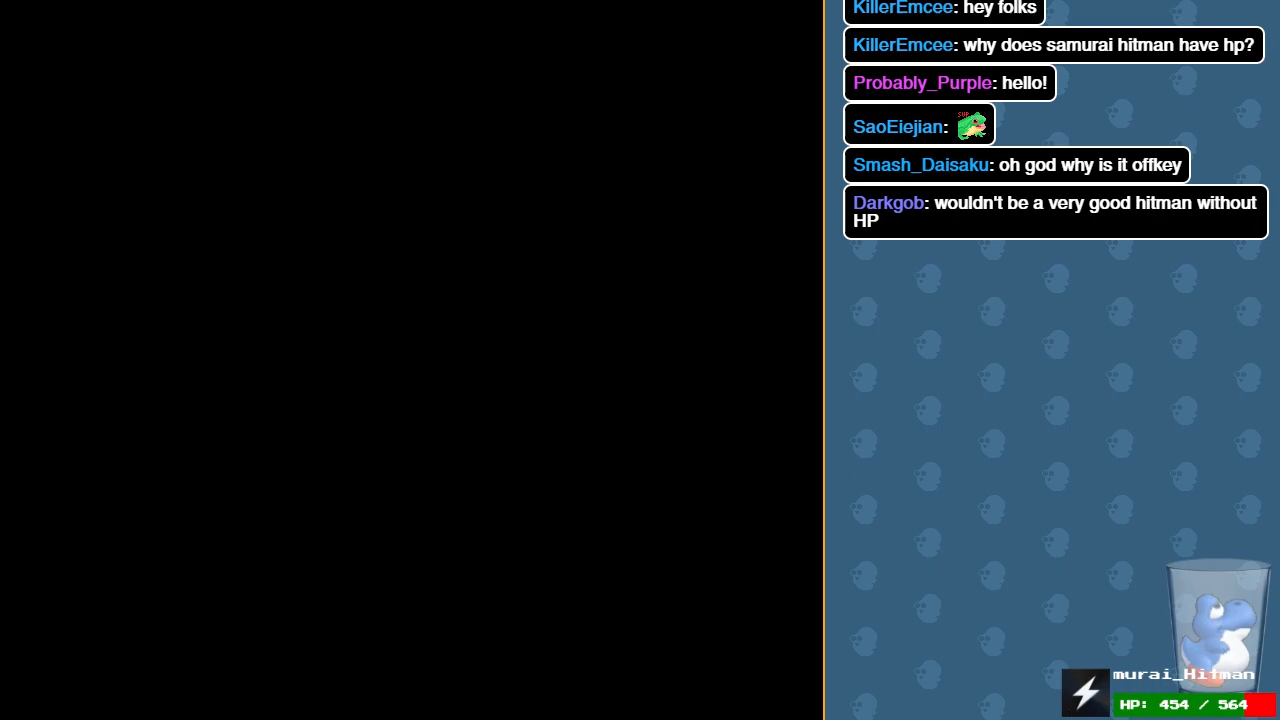 KillerEmcee: hey folks
KillerEmcee: why does samurai hitman have hp?
Probably_Purple: hello!
SUP
SaoEiejian:
Smash_Daisaku: oh god why is it offkey
Darkgob: wouldn't be a very good hitman without
HP
murai_Hitman
HP: 454 / 564